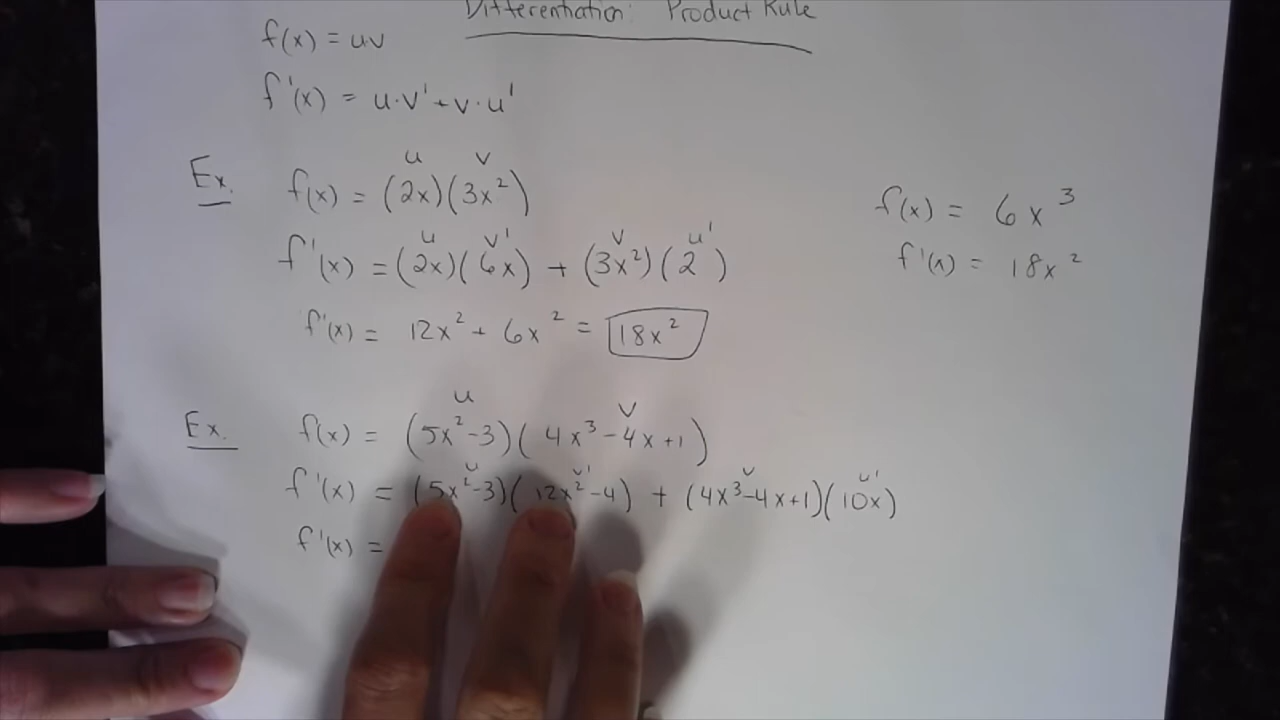 Differentiation: Product Rule
f(x) = u·v
f'(x) = u·v' + v·u'
u v
Ex. f(x) = (2x)(3x²)
u v' v u'
f'(x) = (2x)(6x) + (3x²)(2)
f'(x) = 12x² + 6x² = 18x²
f(x) = 6x³
f'(x) = 18x²
u v
Ex. f(x) = (5x²-3)(4x³-4x+1)
u v' v u'
f'(x) = (5x²-3)(12x²-4) + (4x³-4x+1)(10x)
f'(x) =